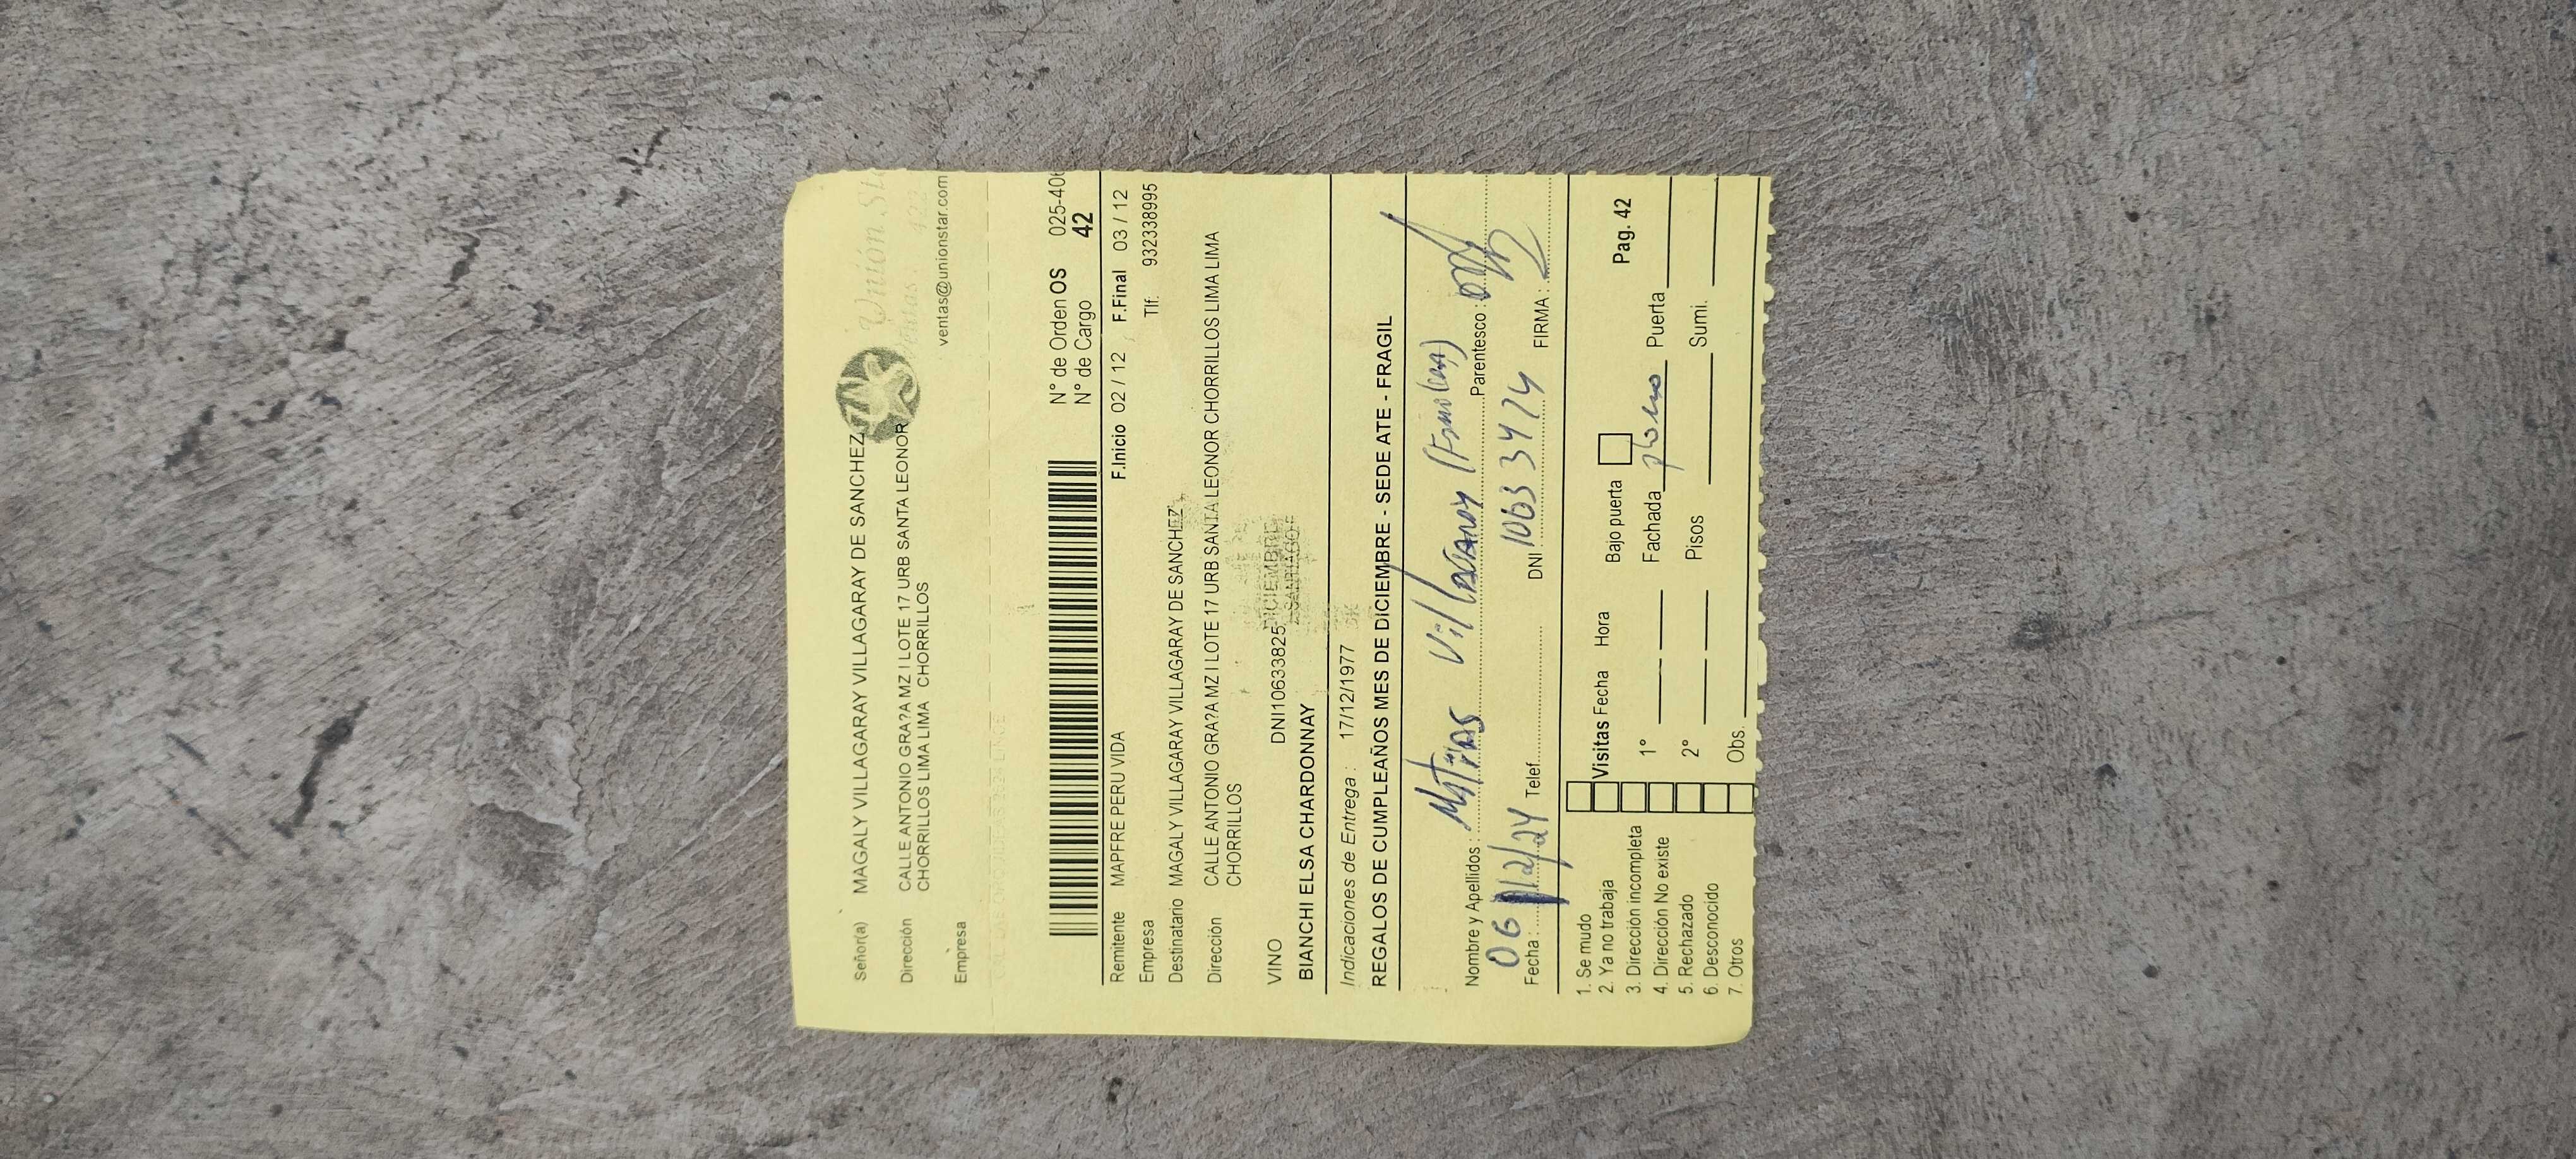 Señor(a) MAGALY VILLAGARAY VILLAGARAY DE SANCHEZ
Unión
Dirección CALLE ANTONIO GRA?A MZ I LOTE 17 URB SANTA LEONOR
CHORRILLOS LIMA LIMA CHORRILLOS
ventas@unionstar.com
Empresa
N° de Orden OS 025-406
N° de Cargo 42
Remitente MAPFRE PERU VIDA F.Inicio 02 / 12 F.Final 03 / 12
Empresa Tlf. 932338995
Destinatario MAGALY VILLAGARAY VILLAGARAY DE SANCHEZ
Dirección CALLE ANTONIO GRA?A MZ I LOTE 17 URB SANTA LEONOR CHORRILLOS LIMA LIMA
CHORRILLOS
VINO DNI10633825 DICIEMBRE
BIANCHI ELSA CHARDONNAY
Indicaciones de Entrega : 17/12/1977
REGALOS DE CUMPLEAÑOS MES DE DICIEMBRE - SEDE ATE - FRAGIL
Nombre y Apellidos : Matias Villagaray Parentesco :
Fecha : 06/12/24 Telef. DNI : 10633474 FIRMA :
1. Se mudo
2. Ya no trabaja Visitas Fecha Hora Bajo puerta Pag. 42
3. Dirección incompleta 1° Fachada Puerta
4. Dirección No existe
5. Rechazado 2° Pisos Sumi.
6. Desconocido
7. Otros Obs.